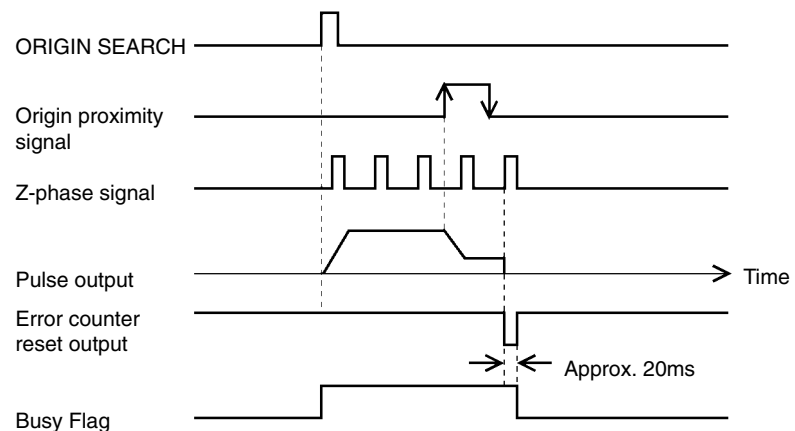 ORIGIN SEARCH
Origin proximity
signal
Z-phase signal
Pulse output
Time
Error counter
reset output
Approx. 20ms
Busy Flag